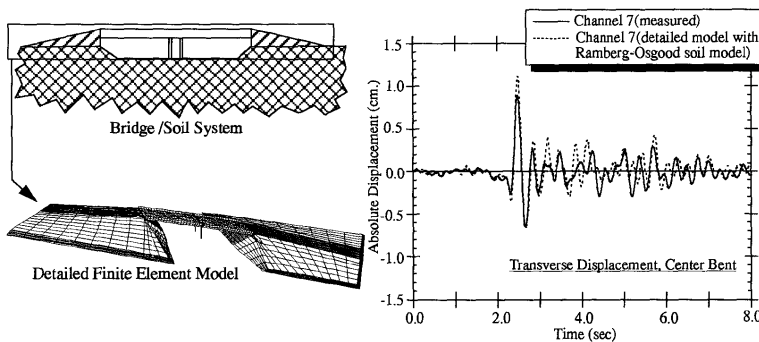 Bridge /Soil System
Detailed Finite Element Model
Channel 7(measured)
Channel 7(detailed model with
Ramberg-Osgood soil model)
Absolute Displacement (cm.)
1.5
1.0
0.5
0.0
-0.5
-1.0
-1.5
Transverse Displacement, Center Bent
0.0
2.0
4.0
6.0
8.0
Time (sec)